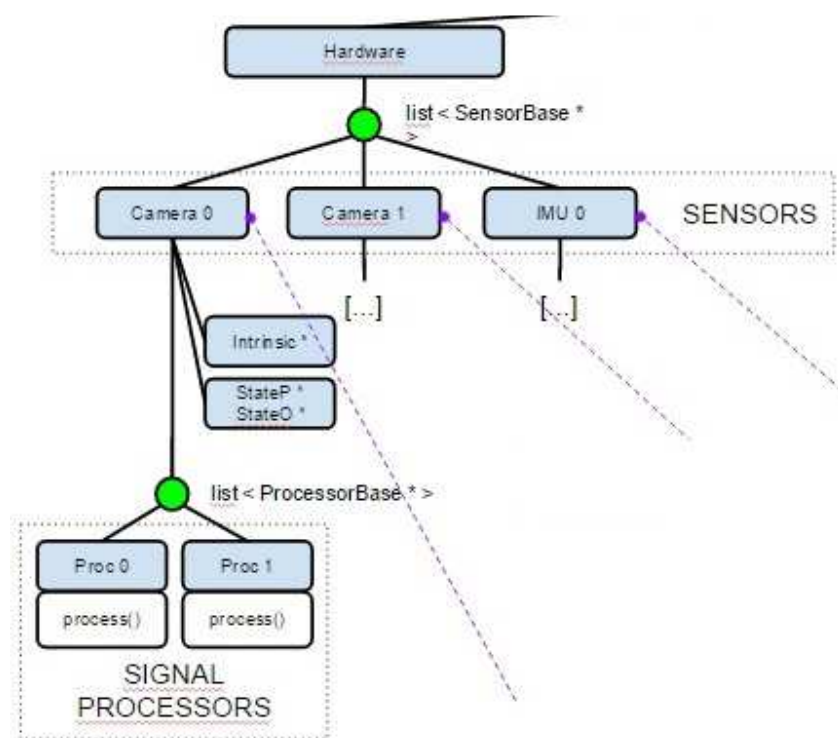 Hardware
list < SensorBase *
>
Camera 0
Camera 1
IMU 0
SENSORS
[...]
[...]
Intrinsic *
StateP *
StateO *
list < ProcessorBase * >
Proc 0
Proc 1
process()
process()
SIGNAL
PROCESSORS